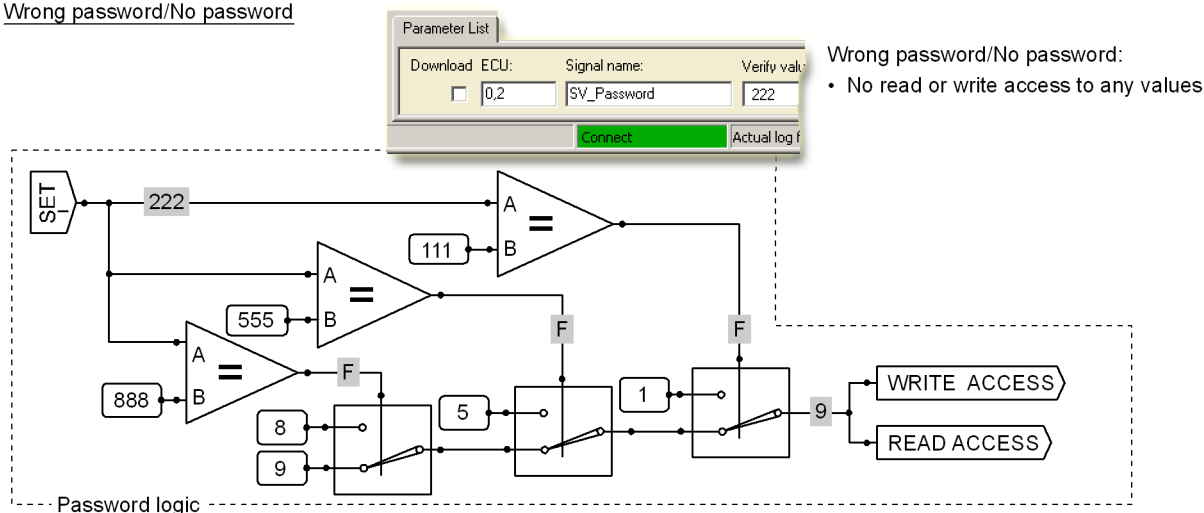 Wrong password/No password
Parameter List
Download ECU: Signal name: Verify valu
0,2 SV_Password 222
Connect Actual log f
Wrong password/No password:
• No read or write access to any values
SET_I
222
A
=
B
111
A
=
B
555
F
F
A
=
B
888
F
8
9
5
1
9
WRITE ACCESS
READ ACCESS
Password logic